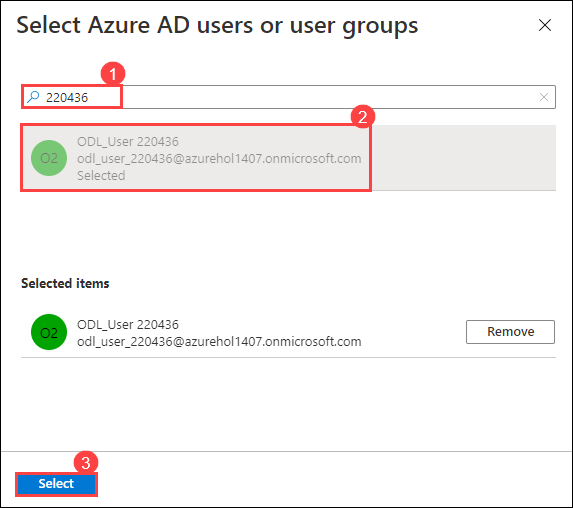 Select Azure AD users or user groups
1
220436
2
O2
ODL_User 220436
odl_user_220436@azurehol1407.onmicrosoft.com
Selected
Selected items
O2
ODL_User 220436
odl_user_220436@azurehol1407.onmicrosoft.com
Remove
3
Select